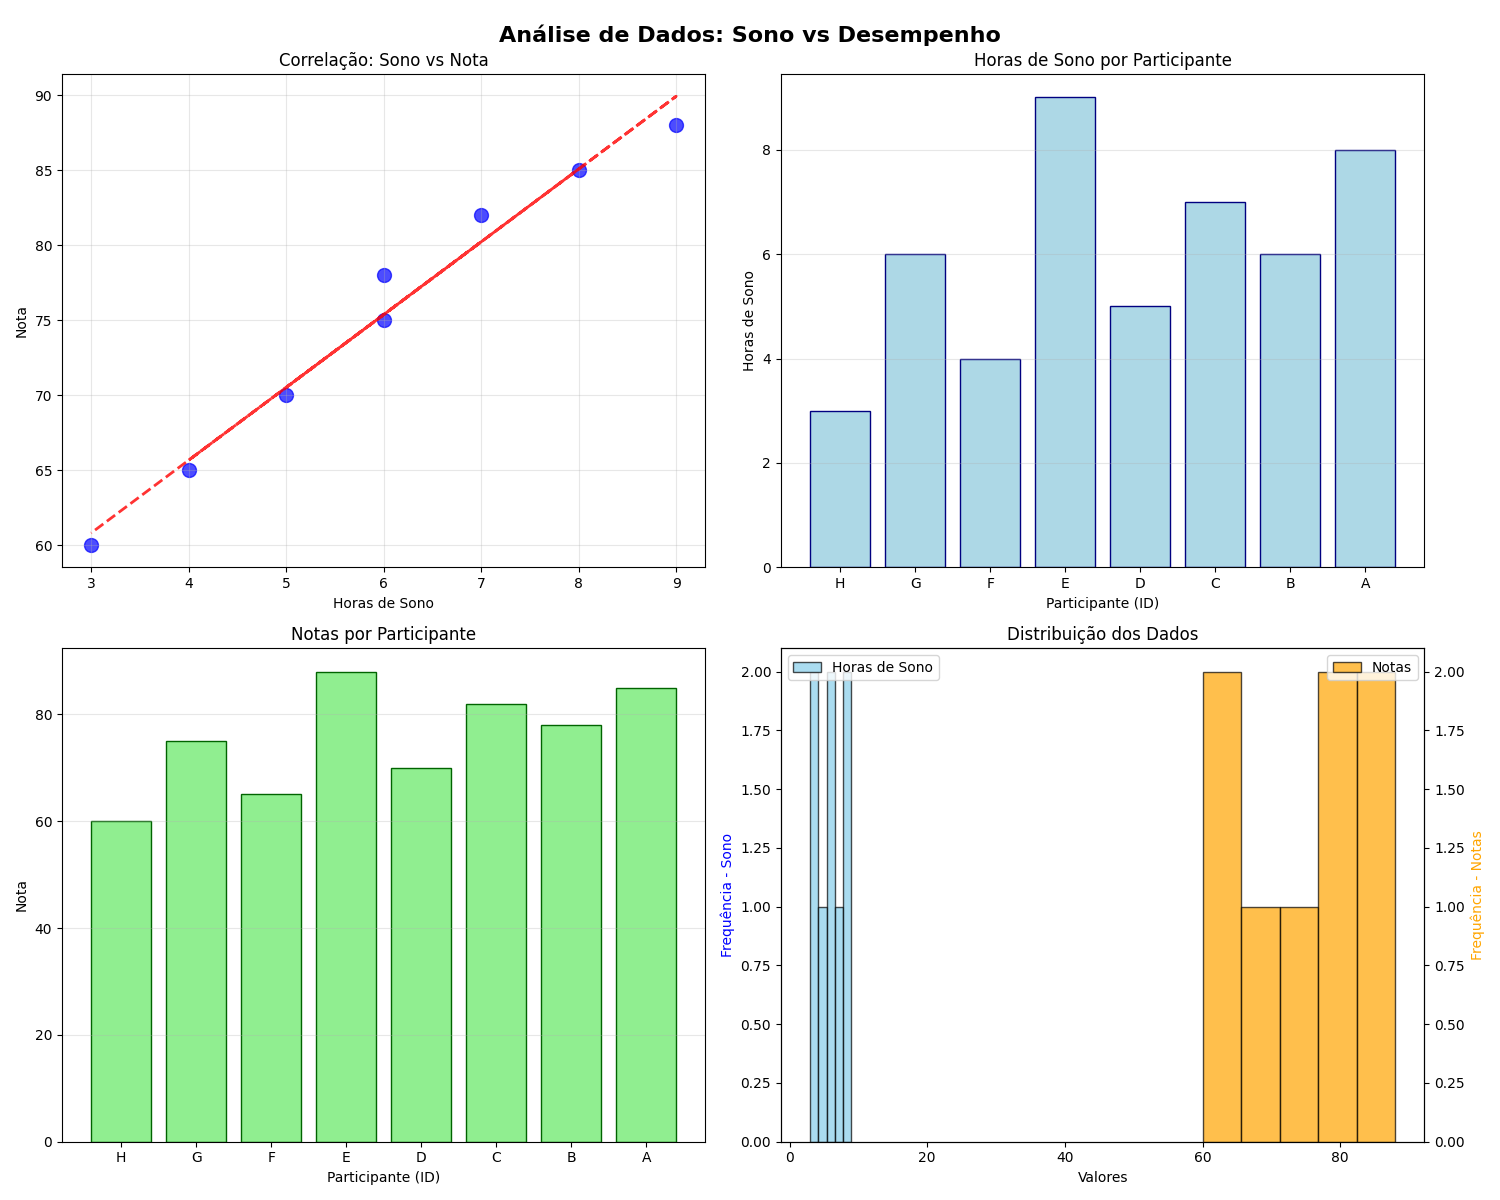 Análise de Dados: Sono vs Desempenho
Correlação: Sono vs Nota
90
85
80
75
70
65
60
Nota
3 4 5 6 7 8 9
Horas de Sono
Horas de Sono por Participante
8
6
4
2
0
Horas de Sono
H G F E D C B A
Participante (ID)
Notas por Participante
80
60
40
20
0
Nota
H G F E D C B A
Participante (ID)
Distribuição dos Dados
Horas de Sono
Notas
2.00
1.75
1.50
1.25
1.00
0.75
0.50
0.25
0.00
Frequência - Sono
2.00
1.75
1.50
1.25
1.00
0.75
0.50
0.25
0.00
Frequência - Notas
0 20 40 60 80
Valores